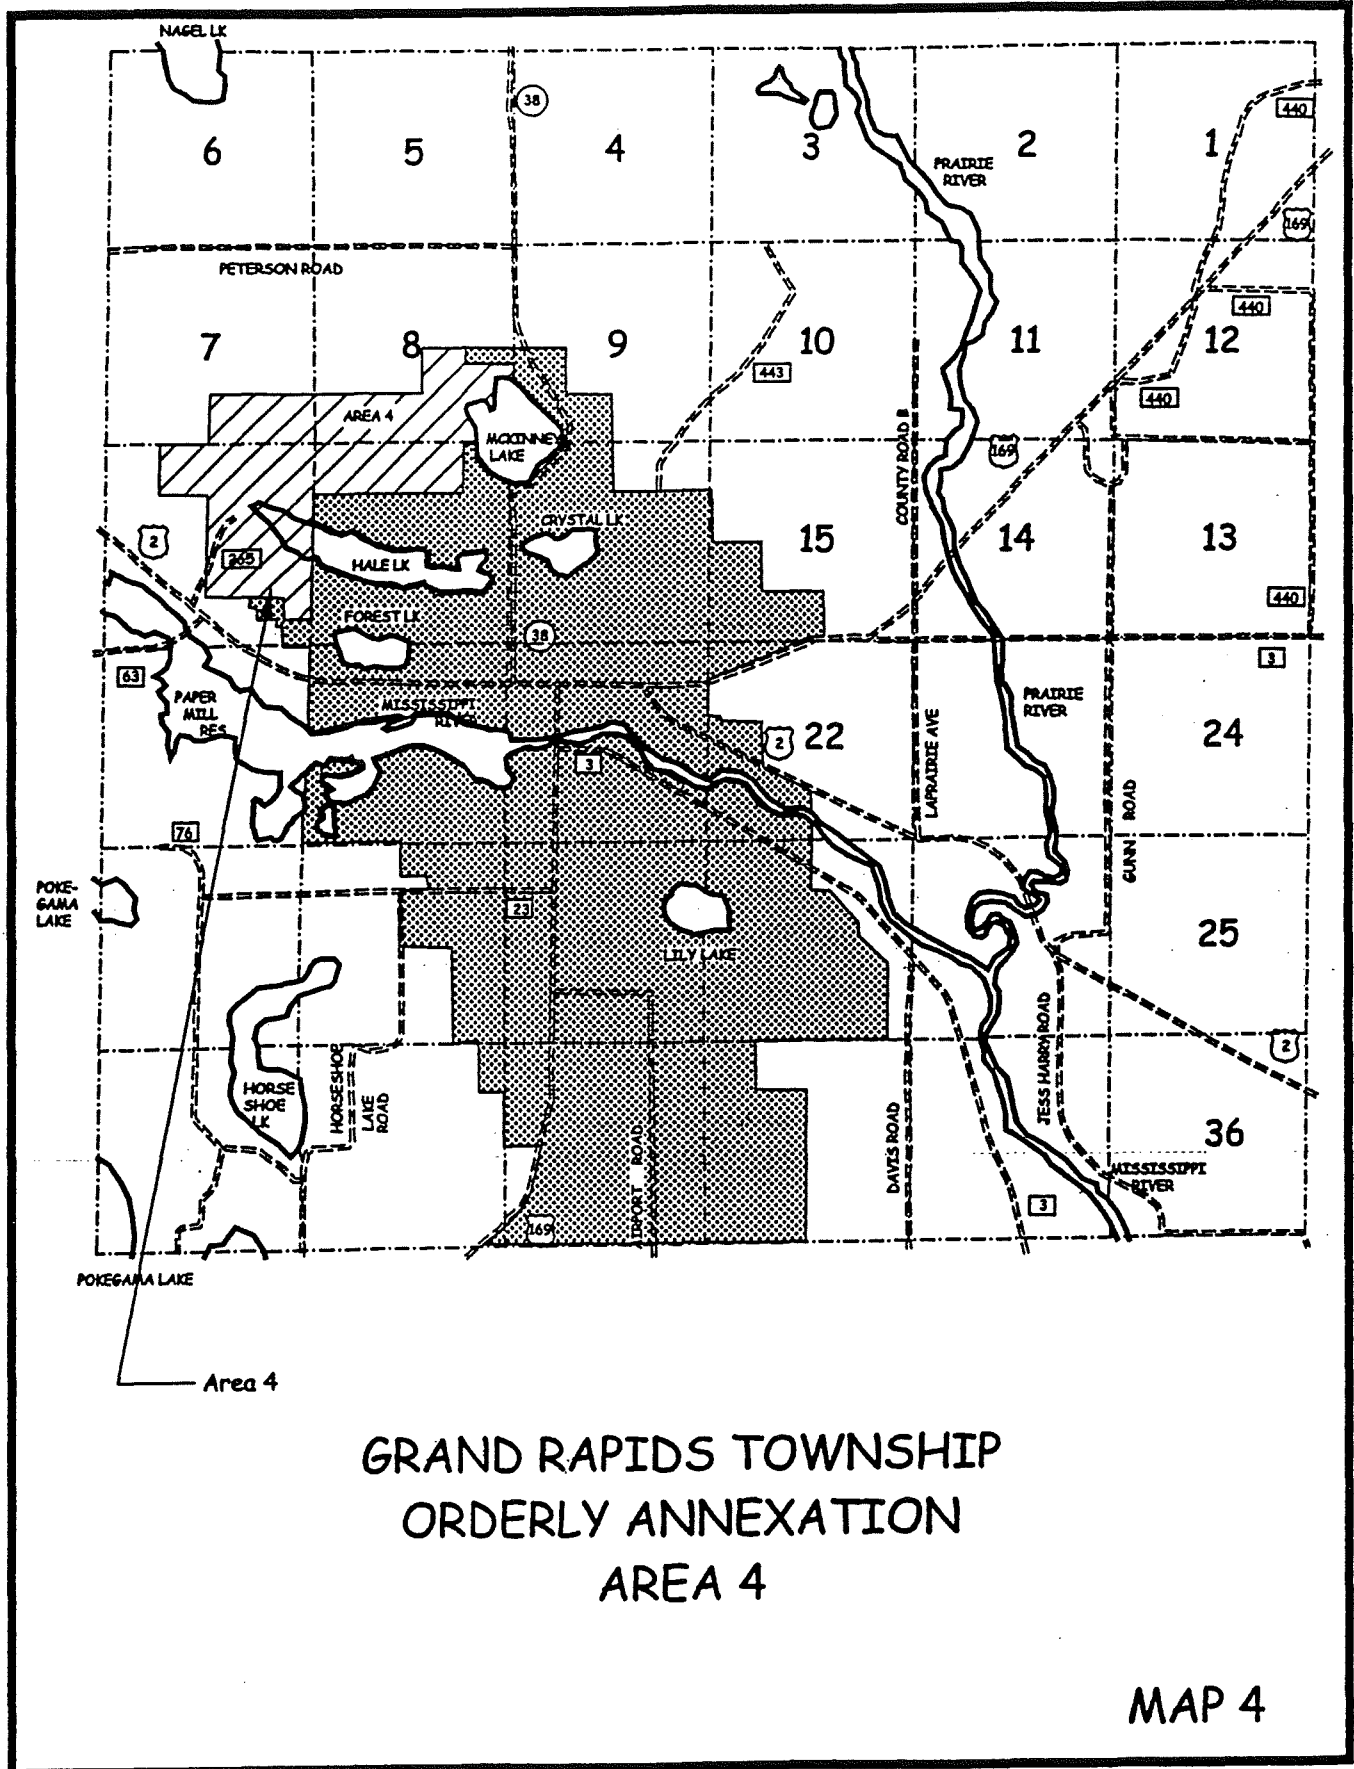 NAGEL LK
38
440
6
5
4
3
2
1
PRAIRIE
RIVER
169
PETERSON ROAD
440
7
8
9
10
11
12
443
440
AREA 4
COUNTY ROAD B
MCKINNEY
LAKE
169
2
CRYSTAL LK
15
14
13
265
HALE LK
440
FOREST LK
38
3
63
PAPER
MILL
RES
MISSISSIPPI
RIVER
PRAIRIE
RIVER
2
22
LAPRAIRIE AVE
24
3
GUNN ROAD
76
POKE-
GAMA
LAKE
23
LILY LAKE
25
JESS HARRY ROAD
2
HORSE
SHOE
LK
HORSESHOE
LAKE
ROAD
AIRPORT ROAD
DAVIS ROAD
36
MISSISSIPPI
RIVER
3
169
POKEGAMA LAKE
Area 4
GRAND RAPIDS TOWNSHIP
ORDERLY ANNEXATION
AREA 4
MAP 4